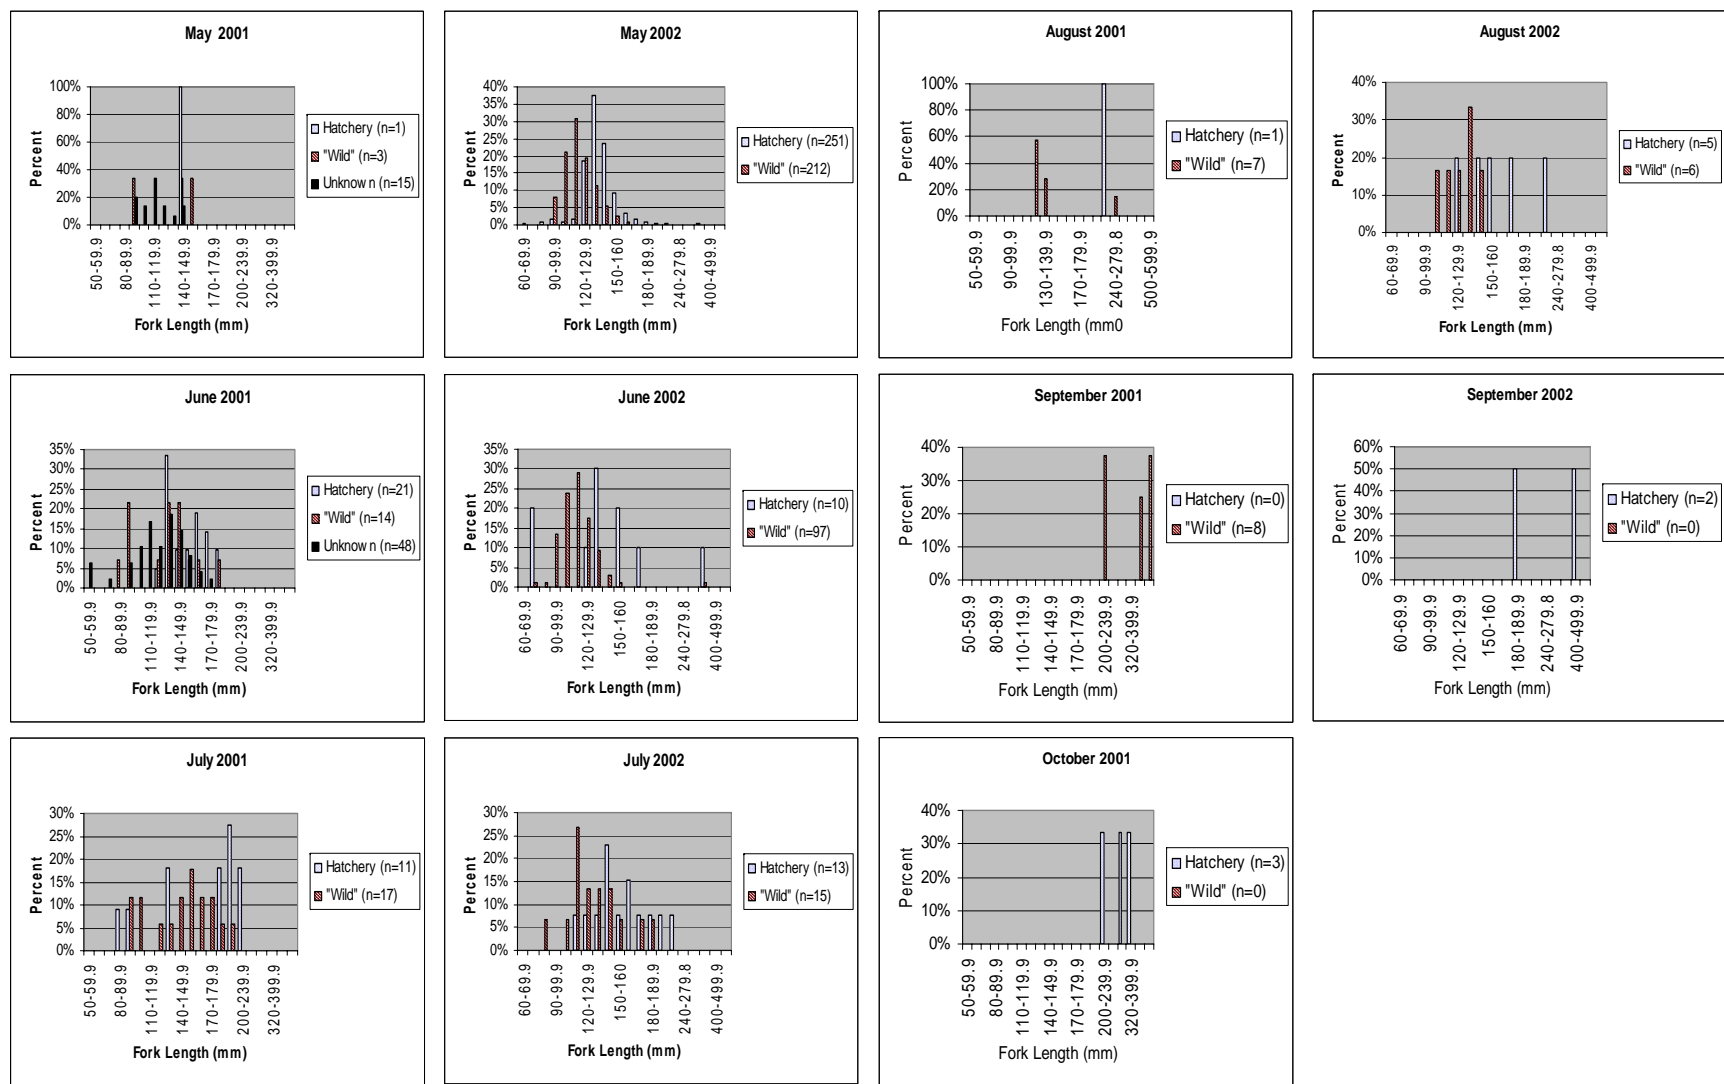 May 2001
Percent
100%
80%
60%
40%
20%
0%
50-59.9
80-89.9
110-119.9
140-149.9
170-179.9
200-239.9
320-399.9
Fork Length (mm)
Hatchery (n=1)
"Wild" (n=3)
Unknown (n=15)
May 2002
Percent
40%
35%
30%
25%
20%
15%
10%
5%
0%
60-69.9
90-99.9
120-129.9
150-160
180-189.9
240-279.8
400-499.9
Fork Length (mm)
Hatchery (n=251)
"Wild" (n=212)
August 2001
Percent
100%
80%
60%
40%
20%
0%
50-59.9
90-99.9
130-139.9
170-179.9
240-279.8
500-599.9
Fork Length (mm0
Hatchery (n=1)
"Wild" (n=7)
August 2002
Percent
40%
30%
20%
10%
0%
60-69.9
90-99.9
120-129.9
150-160
180-189.9
240-279.8
400-499.9
Fork Length (mm)
Hatchery (n=5)
"Wild" (n=6)
June 2001
Percent
35%
30%
25%
20%
15%
10%
5%
0%
50-59.9
80-89.9
110-119.9
140-149.9
170-179.9
200-239.9
320-399.9
Fork Length (mm)
Hatchery (n=21)
"Wild" (n=14)
Unknown (n=48)
June 2002
Percent
35%
30%
25%
20%
15%
10%
5%
0%
60-69.9
90-99.9
120-129.9
150-160
180-189.9
240-279.8
400-499.9
Fork Length (mm)
Hatchery (n=10)
"Wild" (n=97)
September 2001
Percent
40%
30%
20%
10%
0%
50-59.9
80-89.9
110-119.9
140-149.9
170-179.9
200-239.9
320-399.9
Fork Length (mm)
Hatchery (n=0)
"Wild" (n=8)
September 2002
Percent
60%
50%
40%
30%
20%
10%
0%
60-69.9
90-999.9
120-129.9
150-160
180-189.9
240-279.8
400-499.9
Fork Length (mm)
Hatchery (n=2)
"Wild" (n=0)
July 2001
Percent
30%
25%
20%
15%
10%
5%
0%
50-59.9
80-89.9
110-119.9
140-149.9
170-179.9
200-239.9
320-399.9
Fork Length (mm)
Hatchery (n=11)
"Wild" (n=17)
July 2002
Percent
30%
25%
20%
15%
10%
5%
0%
60-69.9
90-99.9
120-129.9
150-160
180-189.9
240-279.8
400-499.9
Fork Length (mm)
Hatchery (n=13)
"Wild" (n=15)
October 2001
Percent
40%
30%
20%
10%
0%
50-59.9
80-89.9
110-119.9
140-149.9
170-179.9
200-239.9
320-399.9
Fork Length (mm)
Hatchery (n=3)
"Wild" (n=0)